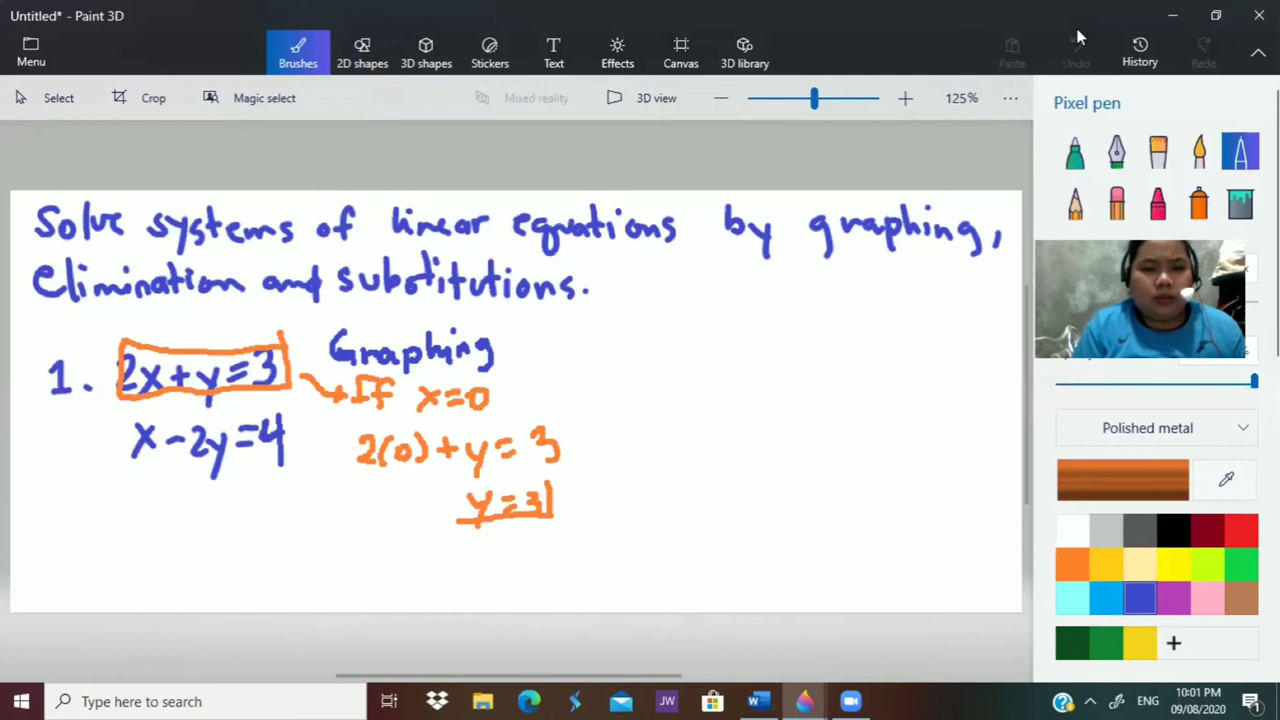 Untitled* - Paint 3D
Menu
Brushes
2D shapes
3D shapes
Stickers
Text
Effects
Canvas
3D library
Paste
Undo
History
Redo
Select
Crop
Magic select
Mixed reality
3D view
125%
Pixel pen
Solve systems of linear equations by graphing,
elimination and substitutions.
Graphing
1. 2x+y=3
If x=0
x-2y=4
2(0)+y=3
y=3
Polished metal
Type here to search
JW
ENG
10:01 PM
09/08/2020
1